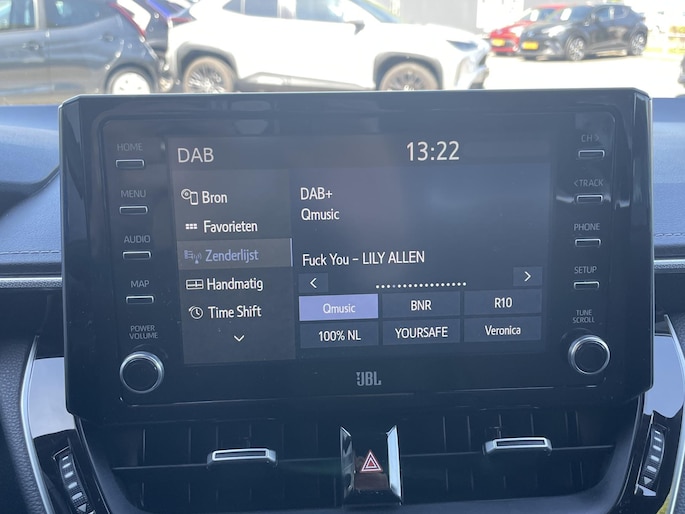 HOME
MENU
AUDIO
MAP
POWER
VOLUME
DAB
13:22
Bron
Favorieten
Zenderlijst
Handmatig
Time Shift
DAB+
Qmusic
Fuck You – LILY ALLEN
Qmusic
BNR
R10
100% NL
YOURSAFE
Veronica
CH >
< TRACK
PHONE
SETUP
TUNE
SCROLL
JBL